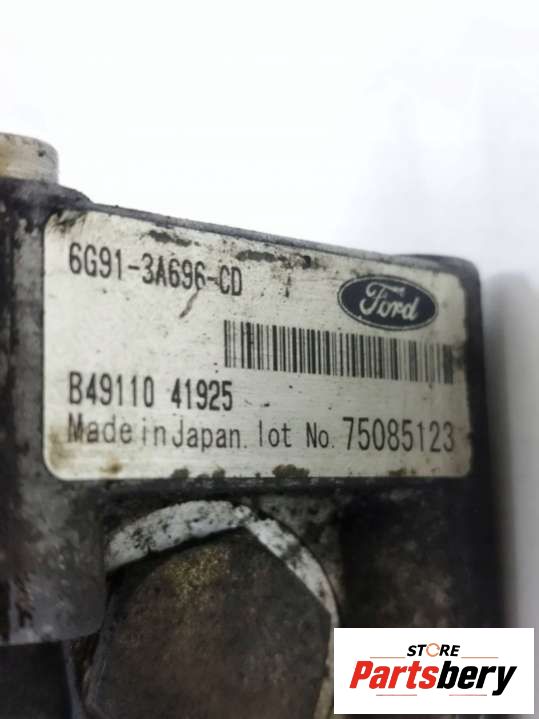 6G91-3A696-CD
Ford
B49110 41925
Made in Japan. lot No. 75085123
STORE
Partsbery